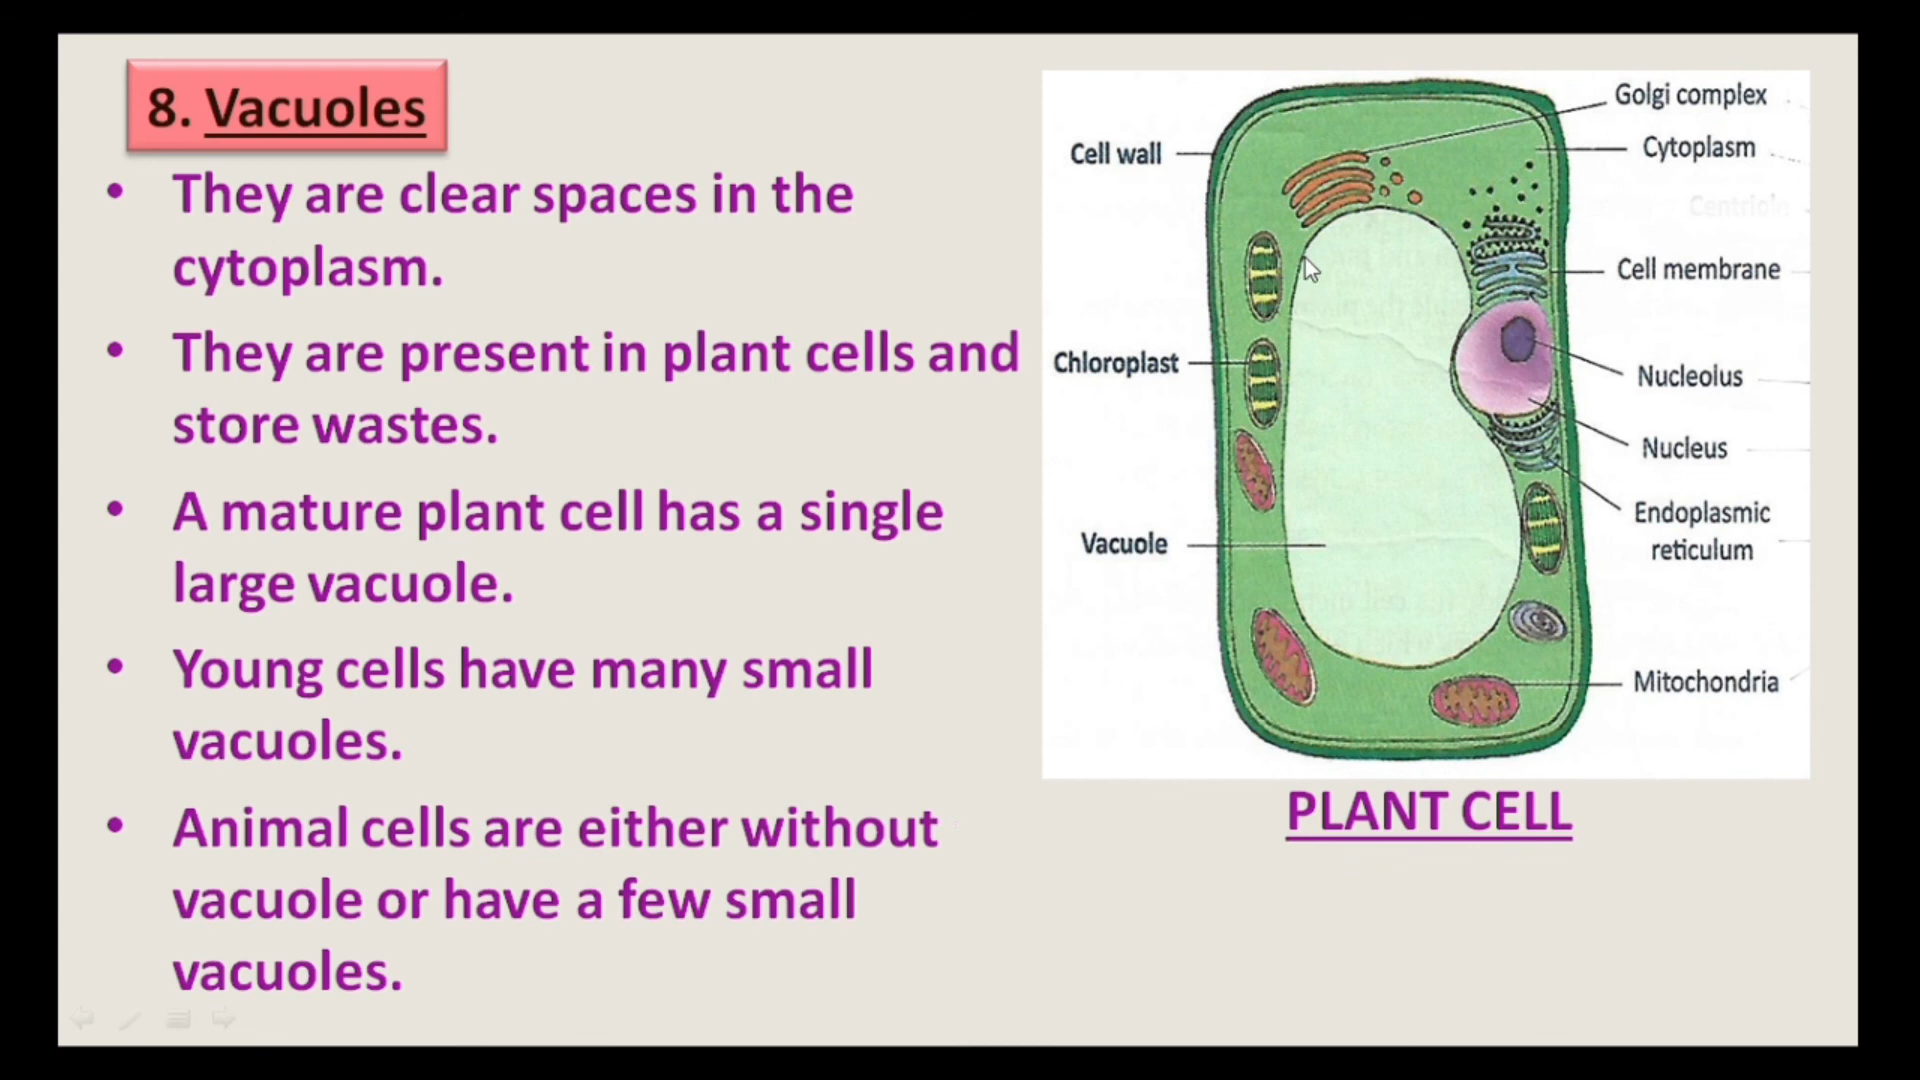 8. Vacuoles
• They are clear spaces in the
cytoplasm.
• They are present in plant cells and
store wastes.
• A mature plant cell has a single
large vacuole.
• Young cells have many small
vacuoles.
• Animal cells are either without
vacuole or have a few small
vacuoles.
Golgi complex
Cell wall
Cytoplasm
Cell membrane
Chloroplast
Nucleolus
Nucleus
Endoplasmic
reticulum
Vacuole
Mitochondria
PLANT CELL